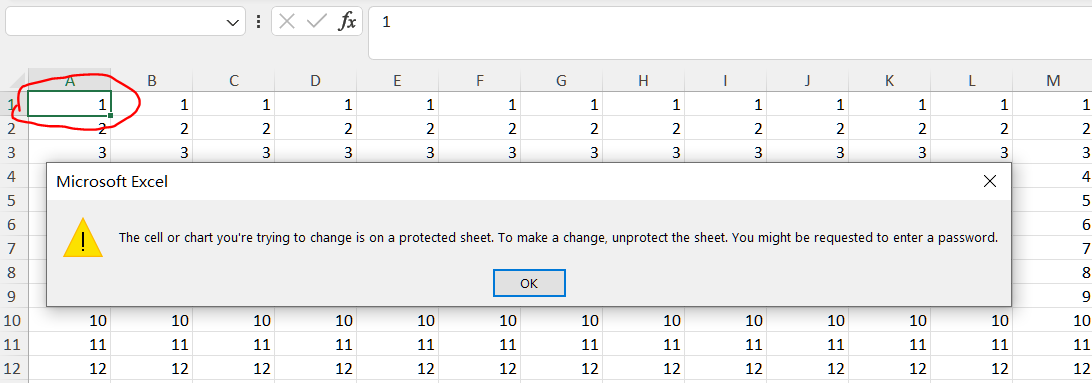 fx 1
A B C D E F G H I J K L M
1 1 1 1 1 1 1 1 1 1 1 1 1 1
2 2 2 2 2 2 2 2 2 2 2 2 2 2
3 3 3 3 3 3 3 3 3 3 3 3 3 3
Microsoft Excel
4 4
5 5
The cell or chart you're trying to change is on a protected sheet. To make a change, unprotect the sheet. You might be requested to enter a password.
6 6
7 7
8 8
OK
9 9
10 10 10 10 10 10 10 10 10 10 10 10 10 10
11 11 11 11 11 11 11 11 11 11 11 11 11 11
12 12 12 12 12 12 12 12 12 12 12 12 12 12